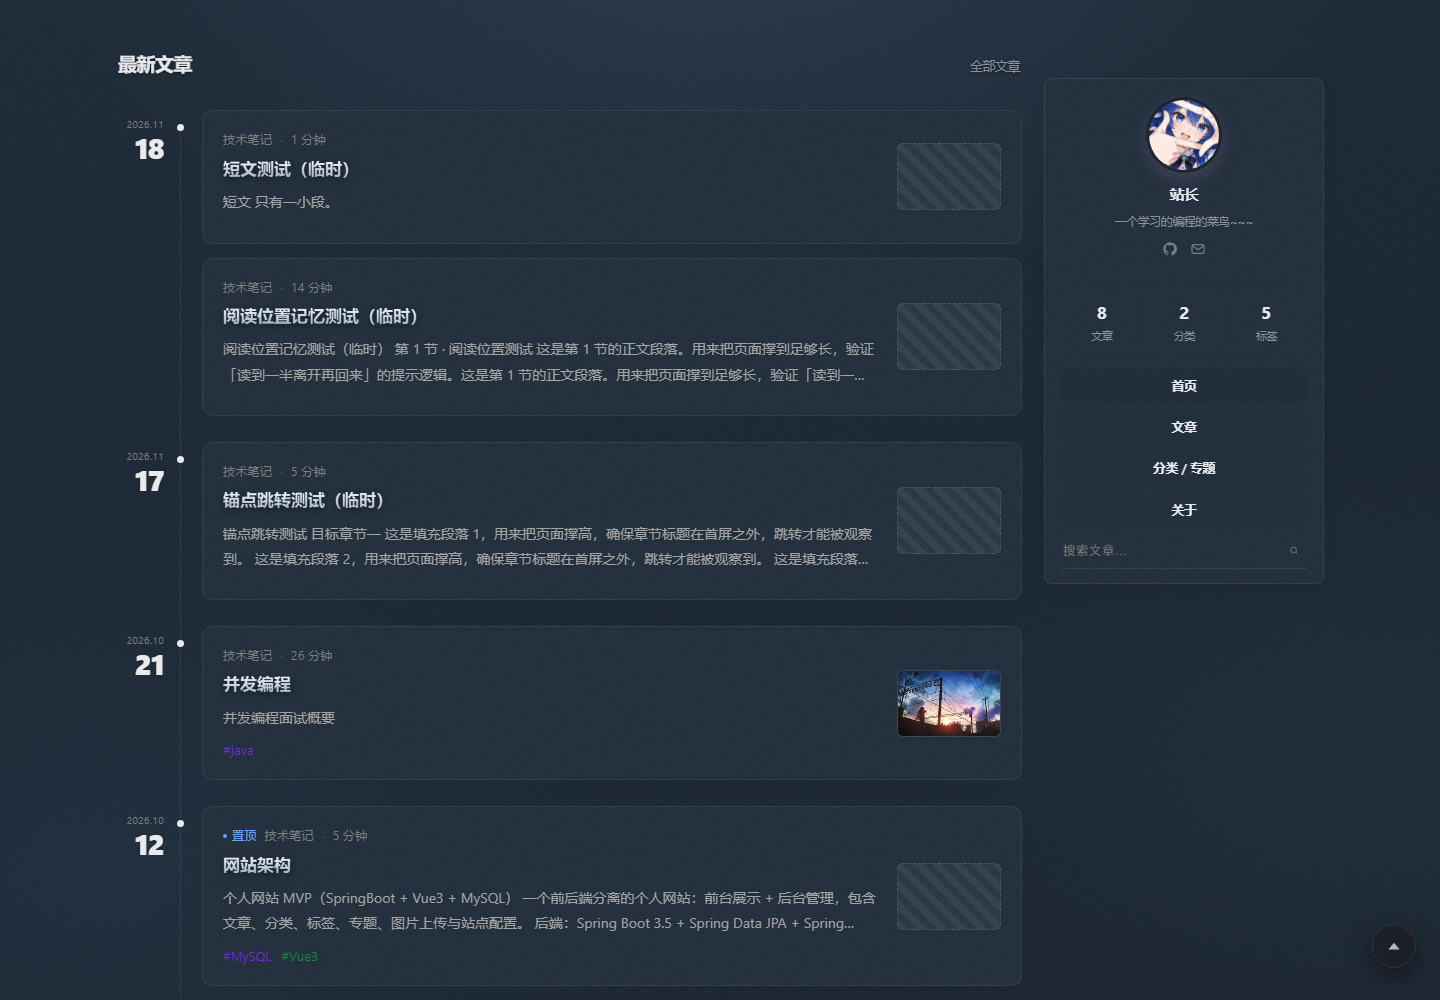 最新文章
全部文章
2026.11
18
技术笔记 · 1 分钟
短文测试（临时）
短文 只有一小段。
技术笔记 · 14 分钟
阅读位置记忆测试（临时）
阅读位置记忆测试（临时） 第 1 节 · 阅读位置测试 这是第 1 节的正文段落。用来把页面撑到足够长，验证
「读到一半离开再回来」的提示逻辑。这是第 1 节的正文段落。用来把页面撑到足够长，验证「读到一...
2026.11
17
技术笔记 · 5 分钟
锚点跳转测试（临时）
锚点跳转测试 目标章节一 这是填充段落 1，用来把页面撑高，确保章节标题在首屏之外，跳转才能被观察
到。 这是填充段落 2，用来把页面撑高，确保章节标题在首屏之外，跳转才能被观察到。 这是填充段落...
2026.10
21
技术笔记 · 26 分钟
并发编程
并发编程面试概要
#java
2026.10
12
• 置顶 技术笔记 · 5 分钟
网站架构
个人网站 MVP（SpringBoot + Vue3 + MySQL） 一个前后端分离的个人网站：前台展示 + 后台管理，包含
文章、分类、标签、专题、图片上传与站点配置。 后端：Spring Boot 3.5 + Spring Data JPA + Spring...
#MySQL #Vue3
站长
一个学习的编程的菜鸟~~~
8 2 5
文章 分类 标签
首页
文章
分类 / 专题
关于
搜索文章...